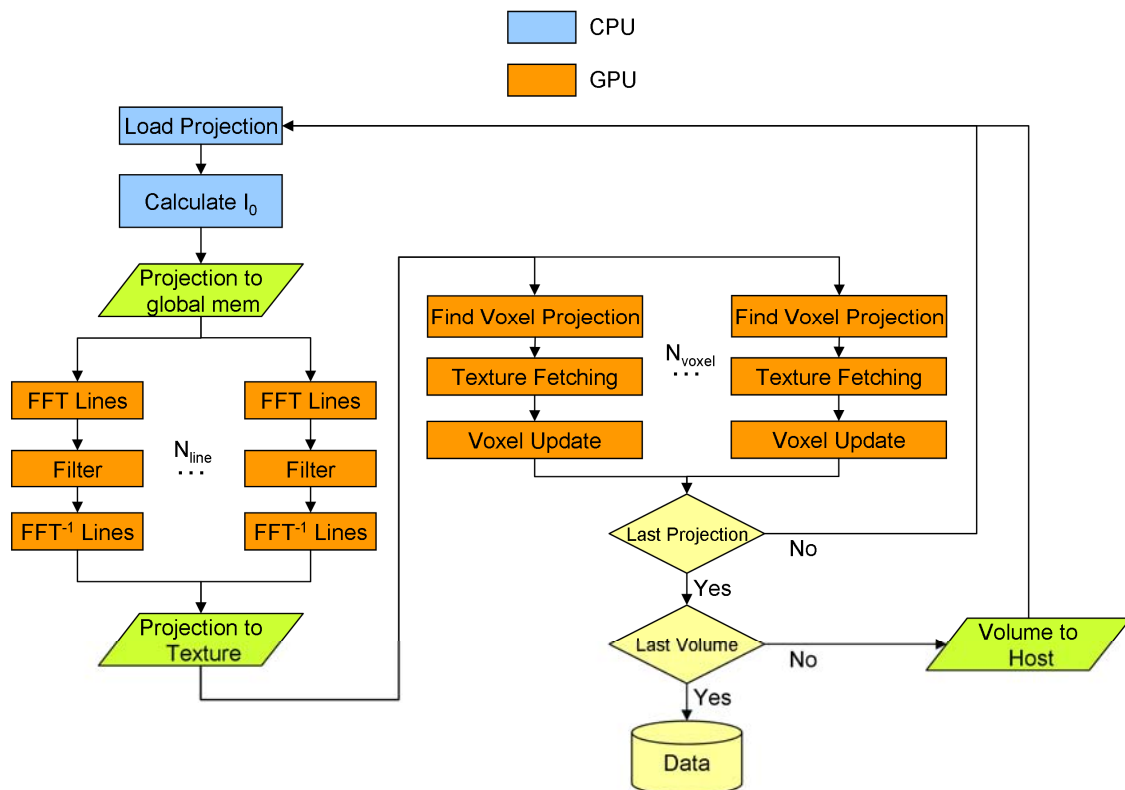 CPU
GPU
Load Projection
Calculate I₀
Projection to
global mem
FFT Lines
Filter
FFT⁻¹ Lines
N_line
...
FFT Lines
Filter
FFT⁻¹ Lines
Projection to
Texture
Find Voxel Projection
Texture Fetching
Voxel Update
N_voxel
...
Find Voxel Projection
Texture Fetching
Voxel Update
Last Projection
No
Yes
Last Volume
No
Volume to
Host
Yes
Data